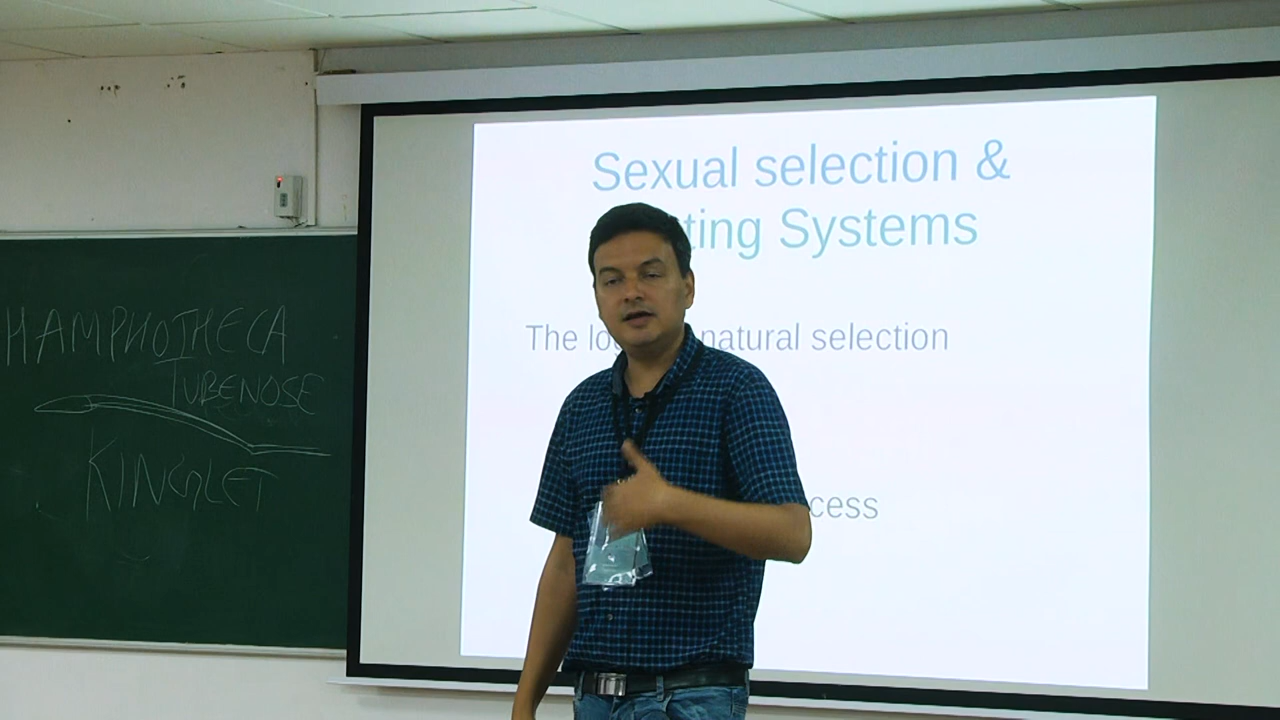 HAMPHOTHECA
TUBENOSE
KINGLET
Sexual selection &
ting Systems
The lo natural selection
cess